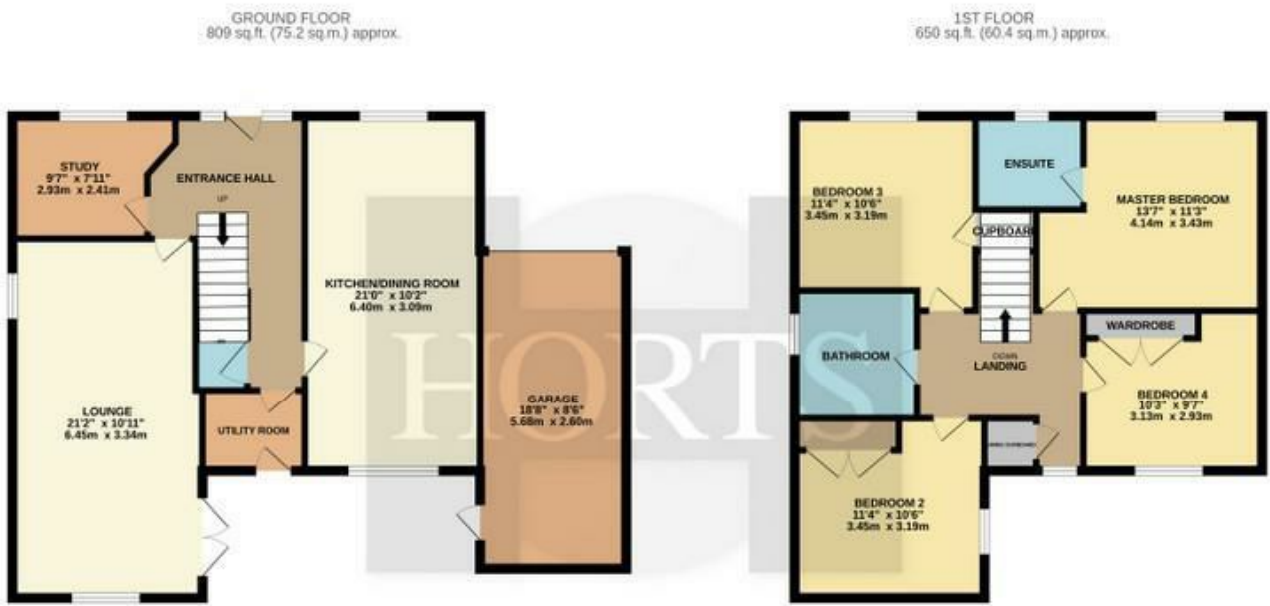 GROUND FLOOR
809 sq.ft. (75.2 sq.m.) approx.
1ST FLOOR
650 sq.ft. (60.4 sq.m.) approx.
STUDY
9'7" x 7'11"
2.93m x 2.41m
ENTRANCE HALL
UP
KITCHEN/DINING ROOM
21'0" x 10'2"
6.40m x 3.09m
LOUNGE
21'2" x 10'11"
6.45m x 3.34m
UTILITY ROOM
GARAGE
18'8" x 8'6"
5.68m x 2.60m
BEDROOM 3
11'4" x 10'6"
3.45m x 3.19m
ENSUITE
MASTER BEDROOM
13'7" x 11'3"
4.14m x 3.43m
CUPBOARD
BATHROOM
DOWN
LANDING
WARDROBE
BEDROOM 4
10'3" x 9'7"
3.13m x 2.93m
BEDROOM 2
11'4" x 10'6"
3.45m x 3.19m
HORTS